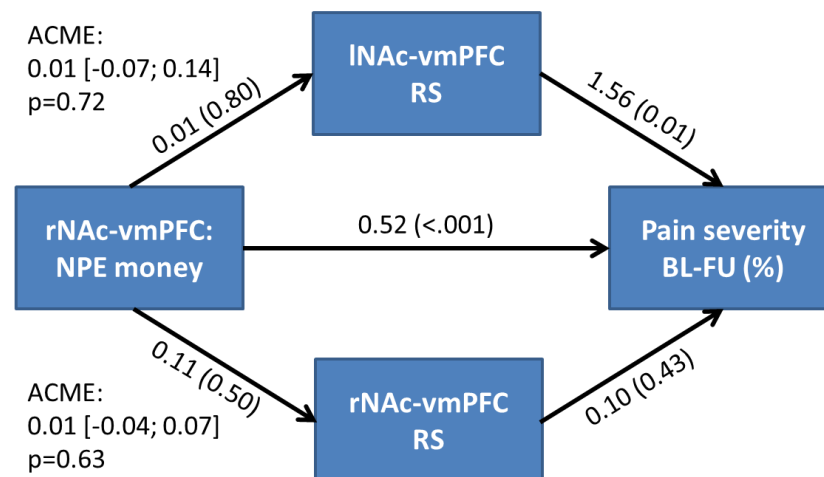 ACME:
0.01 [-0.07; 0.14]
p=0.72
lNAc-vmPFC
RS
0.01 (0.80)
1.56 (0.01)
rNAc-vmPFC:
NPE money
0.52 (<.001)
Pain severity
BL-FU (%)
0.11 (0.50)
0.10 (0.43)
ACME:
0.01 [-0.04; 0.07]
p=0.63
rNAc-vmPFC
RS